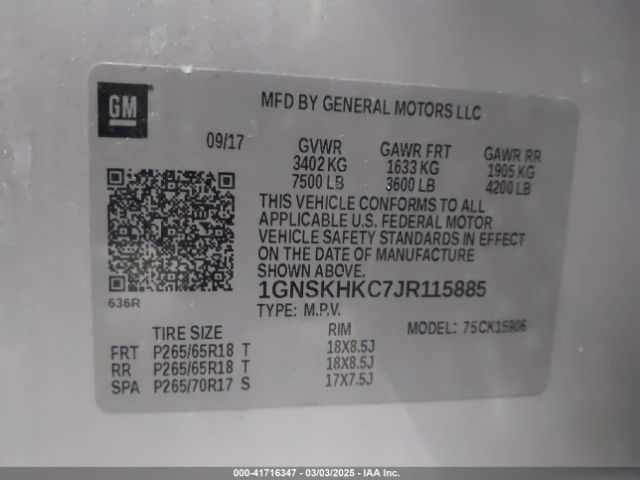 GM
MFD BY GENERAL MOTORS LLC
09/17
GVWR GAWR FRT GAWR RR
3402 KG 1633 KG 1905 KG
7500 LB 3600 LB 4200 LB
THIS VEHICLE CONFORMS TO ALL
APPLICABLE U.S. FEDERAL MOTOR
VEHICLE SAFETY STANDARDS IN EFFECT
ON THE DATE OF MANUFACTURE
SHOWN ABOVE.
636R
1GNSKHKC7JR115885
TYPE: M.P.V.
TIRE SIZE RIM MODEL: 75CK15906
FRT P265/65R18 T 18X8.5J
RR P265/65R18 T 18X8.5J
SPA P265/70R17 S 17X7.5J
000-41716347 - 03/03/2025 - IAA Inc.